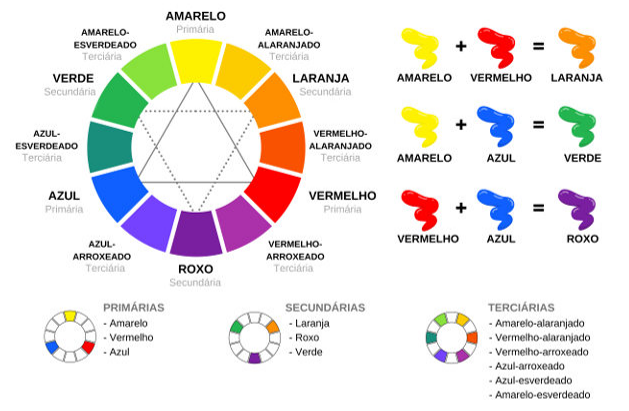 AMARELO
Primária
AMARELO-
ALARANJADO
Terciária
LARANJA
Secundária
VERMELHO-
ALARANJADO
Terciária
VERMELHO
Primária
VERMELHO-
ARROXEADO
Terciária
ROXO
Secundária
AZUL-
ARROXEADO
Terciária
AZUL
Primária
AZUL-
ESVERDEADO
Terciária
VERDE
Secundária
AMARELO-
ESVERDEADO
Terciária
+ =
AMARELO VERMELHO LARANJA
+ =
AMARELO AZUL VERDE
+ =
VERMELHO AZUL ROXO
PRIMÁRIAS
- Amarelo
- Vermelho
- Azul
SECUNDÁRIAS
- Laranja
- Roxo
- Verde
TERCIÁRIAS
- Amarelo-alaranjado
- Vermelho-alaranjado
- Vermelho-arroxeado
- Azul-arroxeado
- Azul-esverdeado
- Amarelo-esverdeado